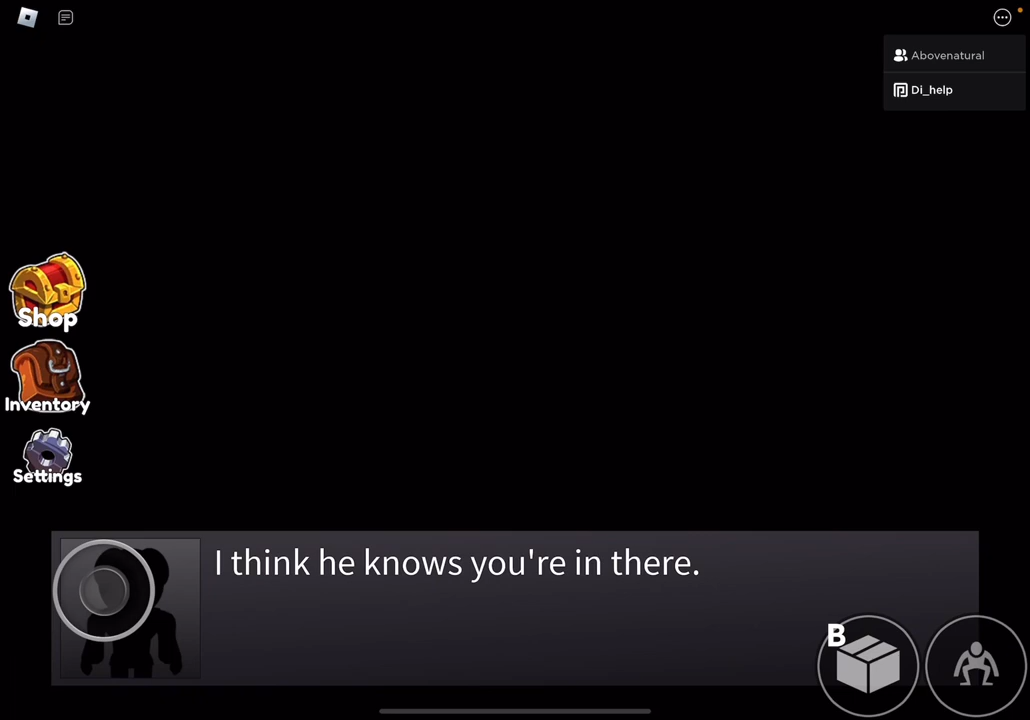 Abovenatural
Di_help
Shop
Inventory
Settings
I think he knows you're in there.
B